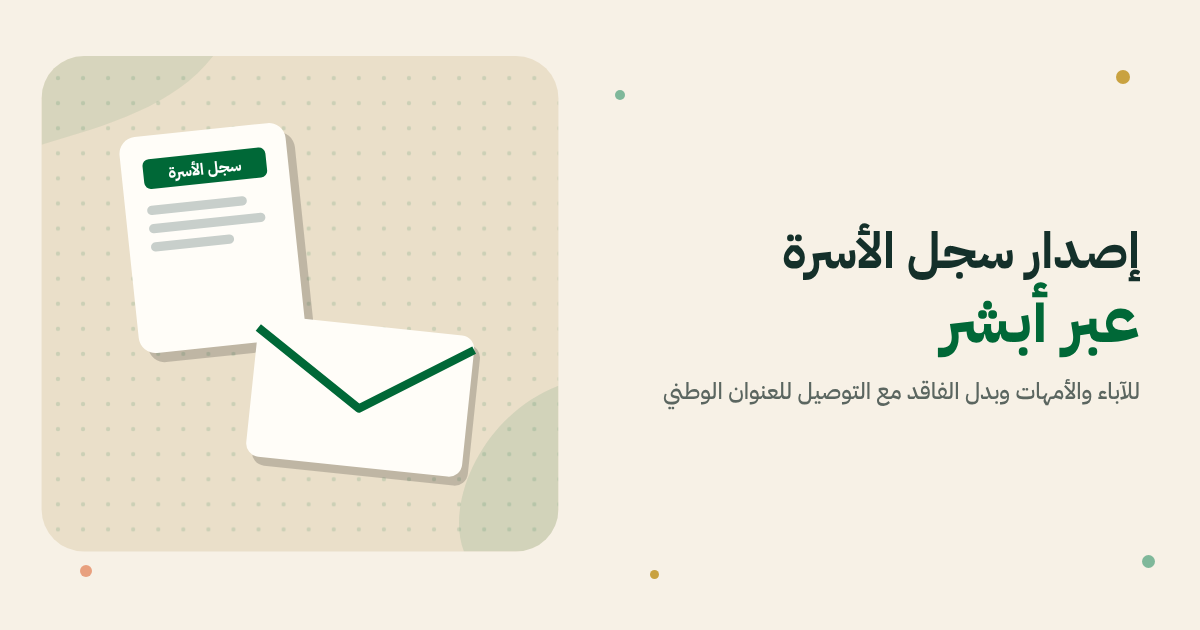 إصدار سجل الأسرة
عبر أبشر
للآباء والأمهات وبدل الفاقد مع التوصيل للعنوان الوطني
سجل الأسرة